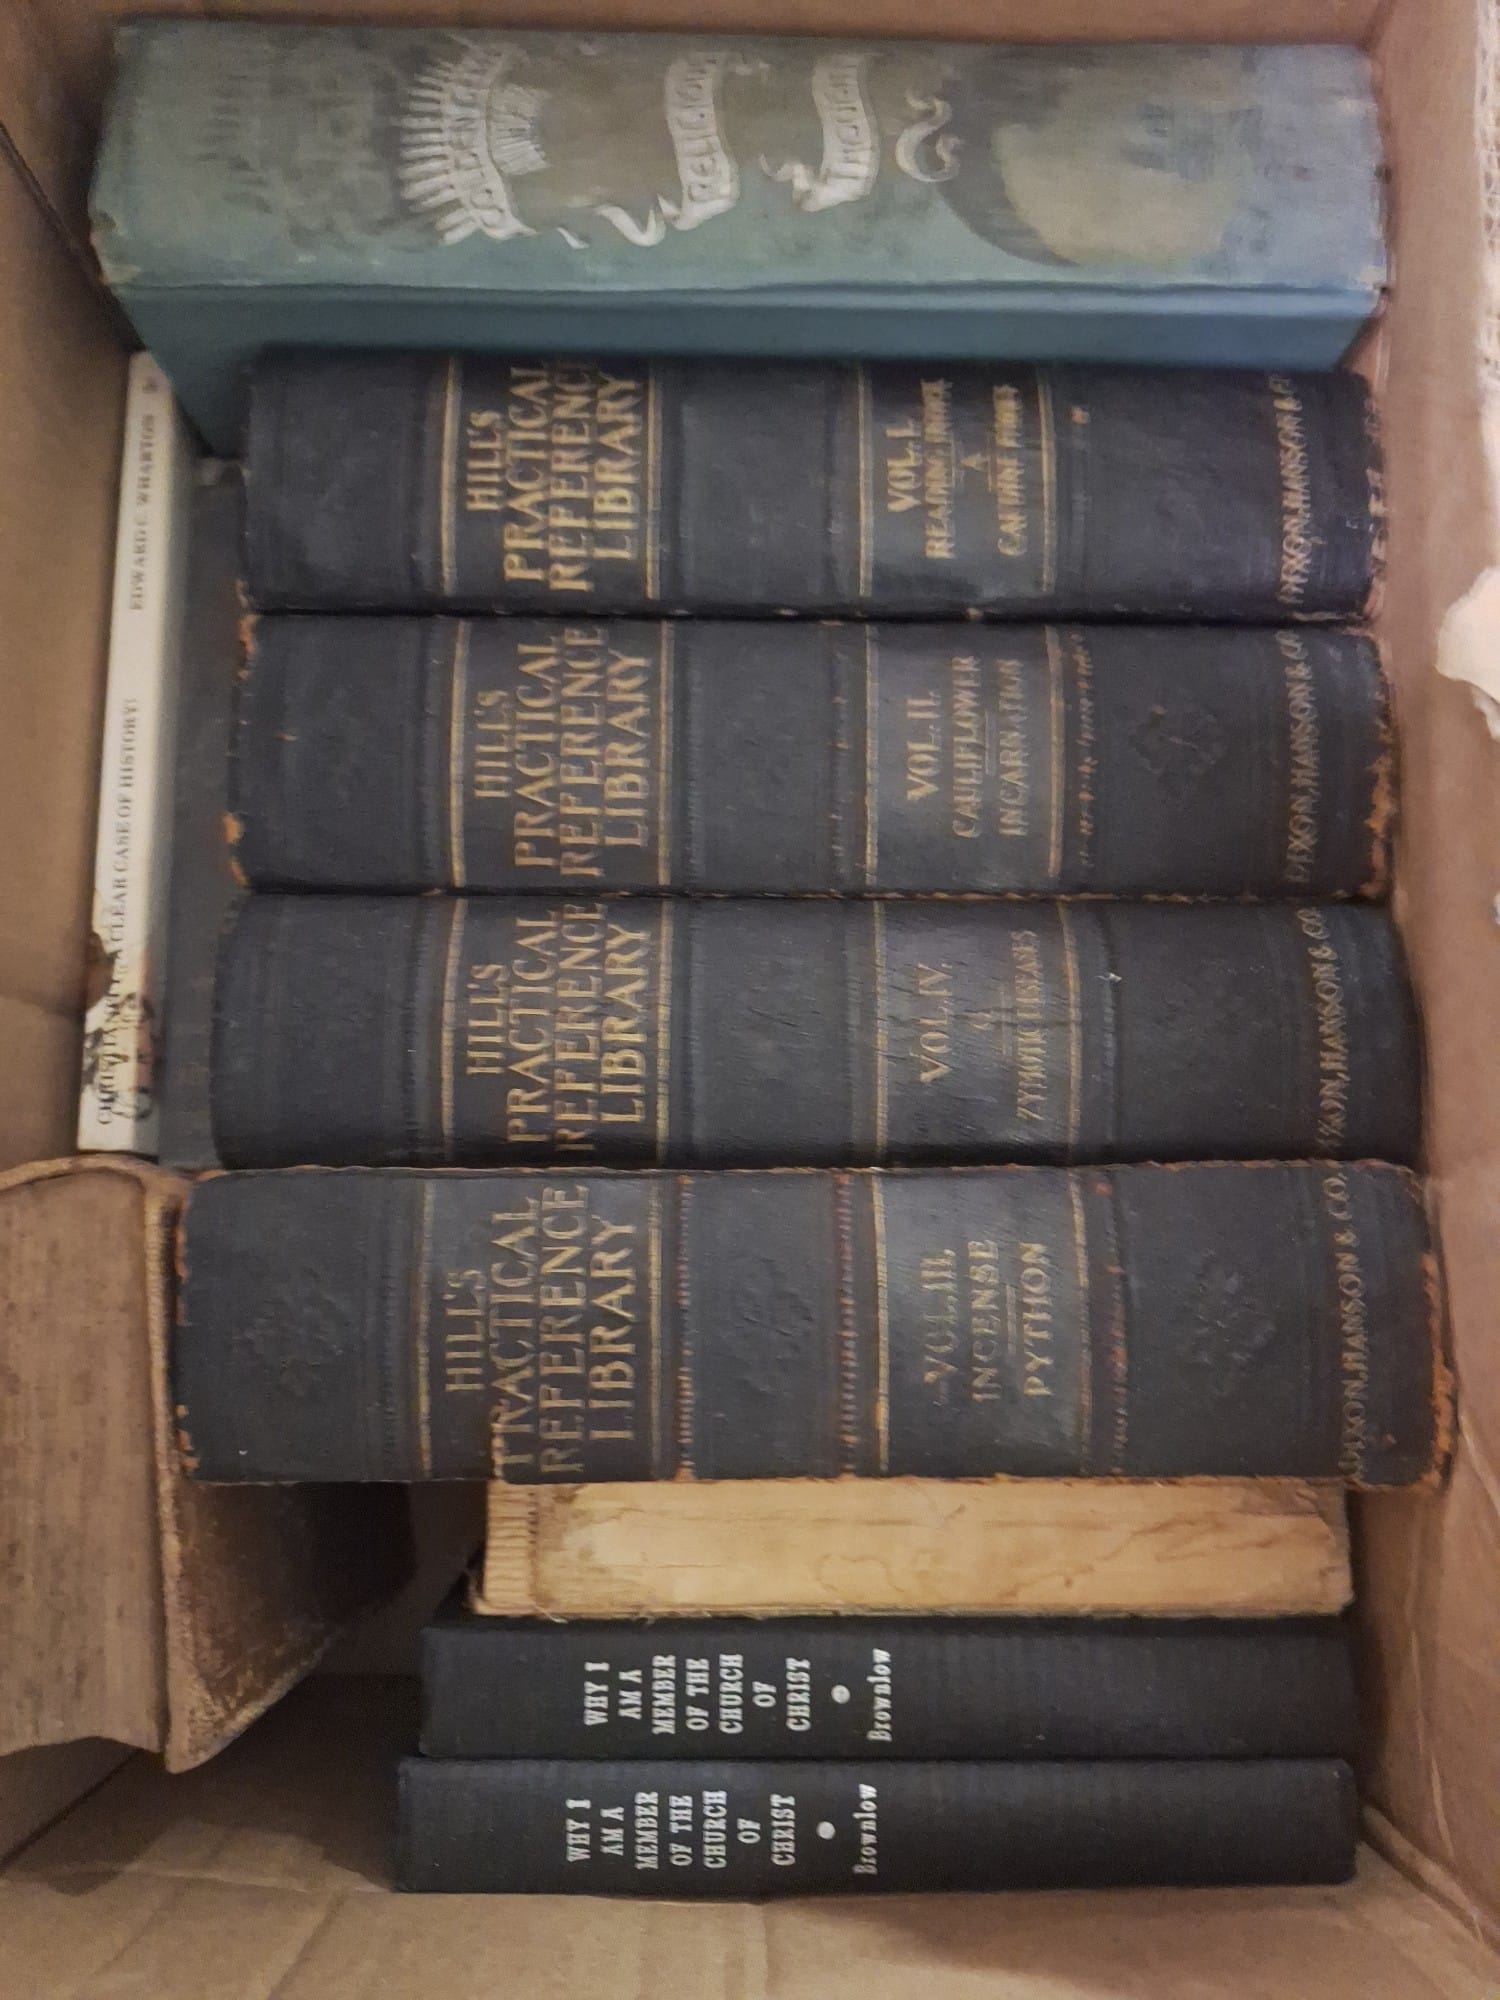 RELIGIOUS
THOUGHT
HILL'S
PRACTICAL
REFERENCE
LIBRARY
VOL. I.
A
DIXON, HANSON & CO.
HILL'S
PRACTICAL
REFERENCE
LIBRARY
VOL. II.
CAULIFLOWER
INCARNATION
DIXON, HANSON & CO.
HILL'S
PRACTICAL
REFERENCE
LIBRARY
VOL. IV.
Q
ZYMOTIC DISEASES
DIXON, HANSON & CO.
HILL'S
PRACTICAL
REFERENCE
LIBRARY
VOL. III.
INCENSE
PYTHON
DIXON, HANSON & CO.
WHY I
AM A
MEMBER
OF THE
CHURCH
OF
CHRIST
Brownlow
WHY I
AM A
MEMBER
OF THE
CHURCH
OF
CHRIST
Brownlow
CHRISTIANITY: A CLEAR CASE OF HISTORY! EDWARD C. WHARTON